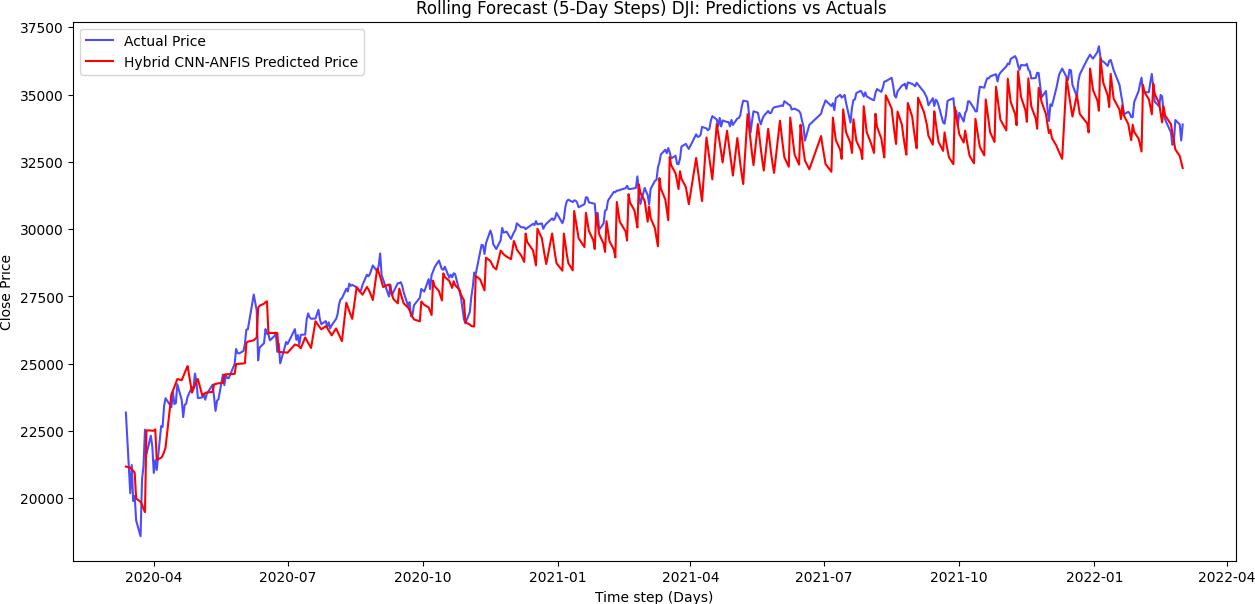 Rolling Forecast (5-Day Steps) DJI: Predictions vs Actuals
37500
35000
32500
30000
27500
25000
22500
20000
Close Price
Actual Price
Hybrid CNN-ANFIS Predicted Price
2020-04 2020-07 2020-10 2021-01 2021-04 2021-07 2021-10 2022-01 2022-04
Time step (Days)